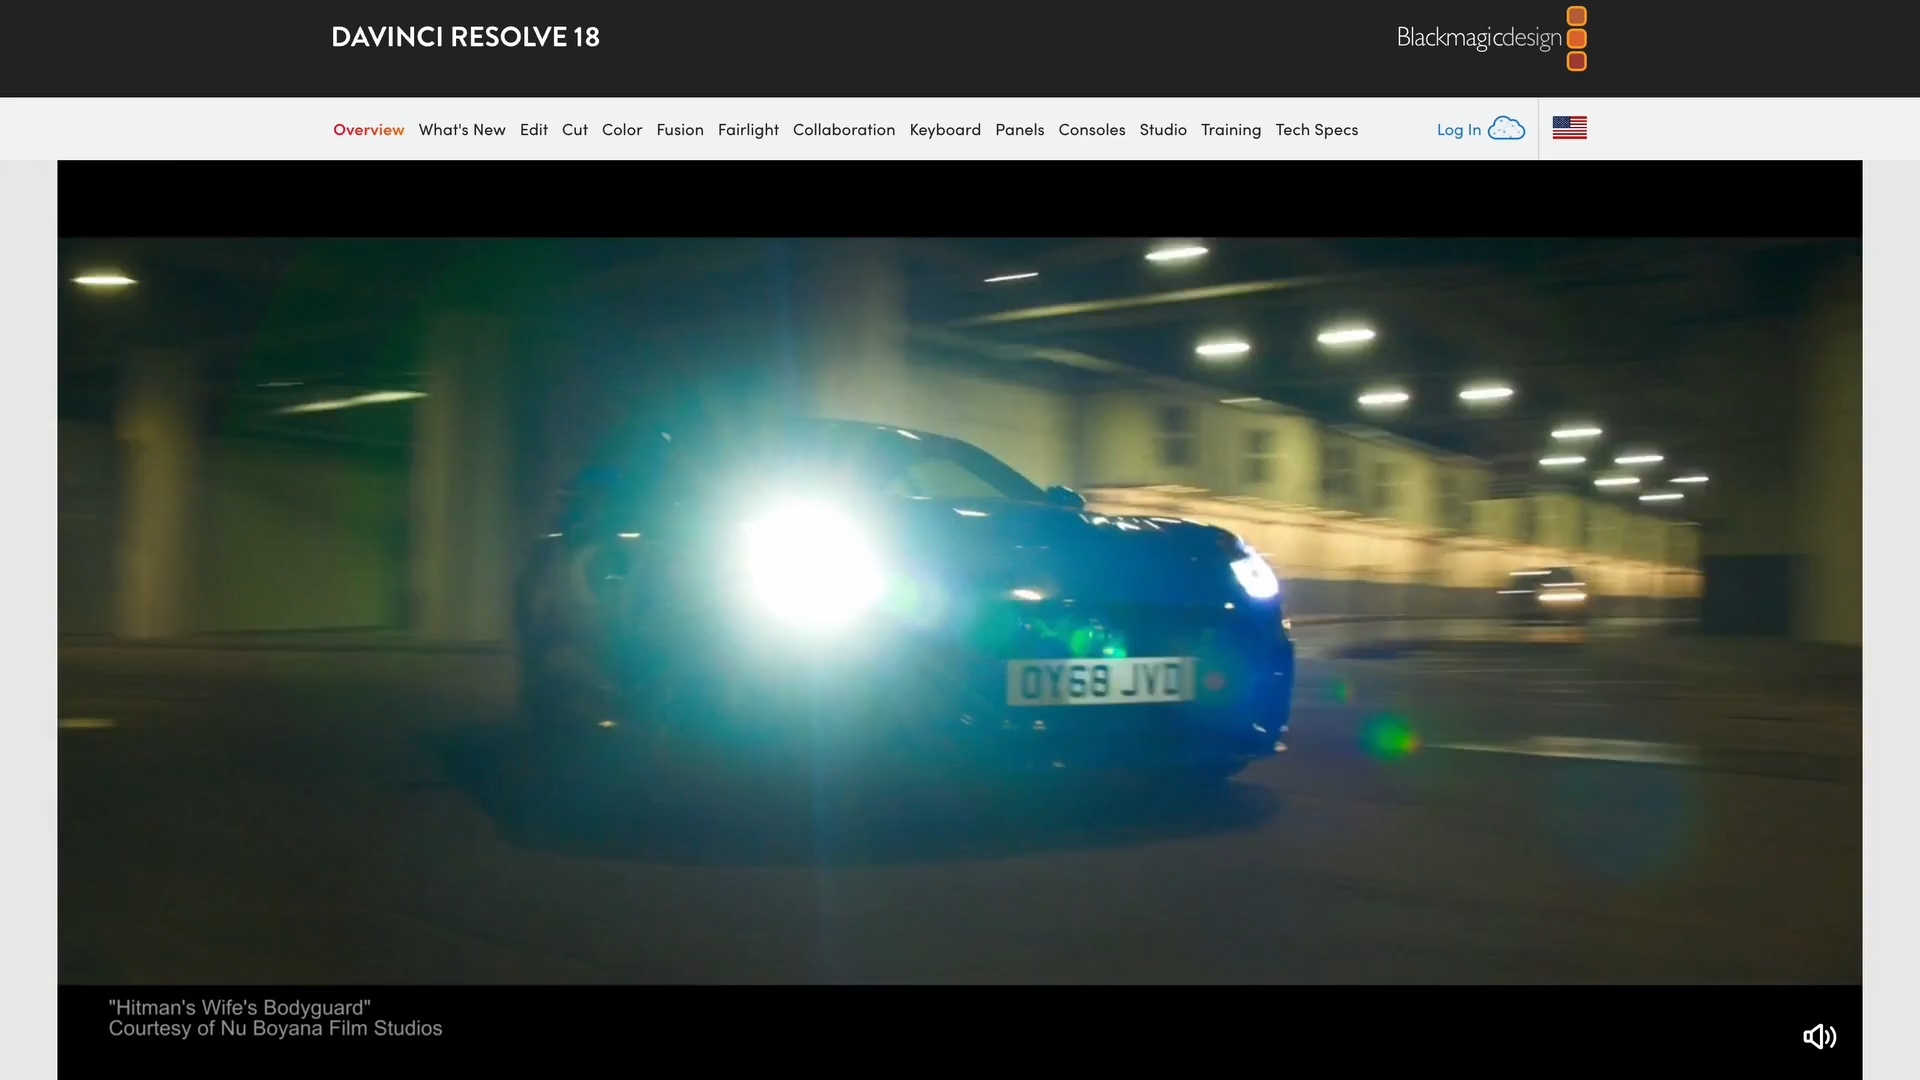 DAVINCI RESOLVE 18
Blackmagicdesign
Overview What's New Edit Cut Color Fusion Fairlight Collaboration Keyboard Panels Consoles Studio Training Tech Specs Log In
OY68 JVD
"Hitman's Wife's Bodyguard"
Courtesy of Nu Boyana Film Studios